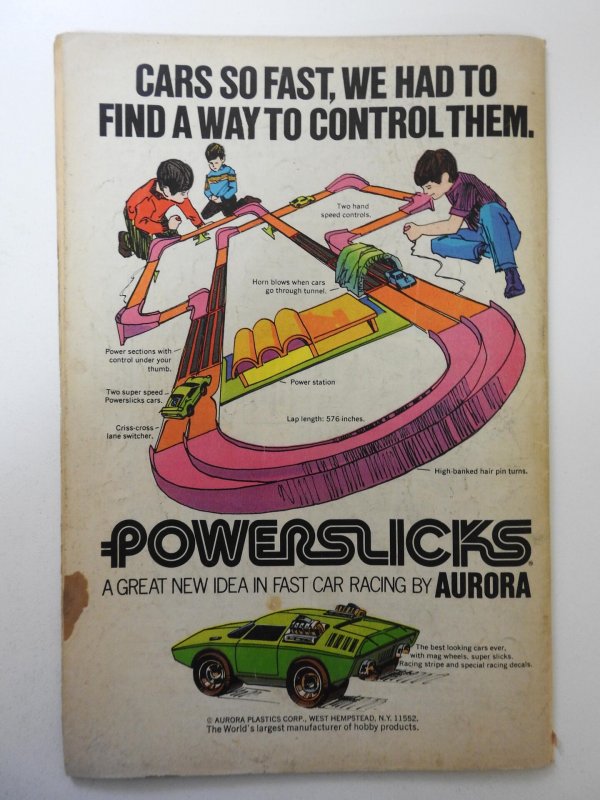 CARS SO FAST, WE HAD TO
FIND A WAY TO CONTROL THEM.
Two hand
speed controls.
Horn blows when cars
go through tunnel.
Power sections with
control under your
thumb.
Power station
Two super speed
Powerslicks cars.
Lap length: 576 inches.
Criss-cross
lane switcher.
High-banked hair pin turns.
POWERSLICKS®
A GREAT NEW IDEA IN FAST CAR RACING BY AURORA
The best looking cars ever,
with mag wheels, super slicks.
Racing stripe and special racing decals.
© AURORA PLASTICS CORP., WEST HEMPSTEAD, N.Y. 11552.
The World's largest manufacturer of hobby products.